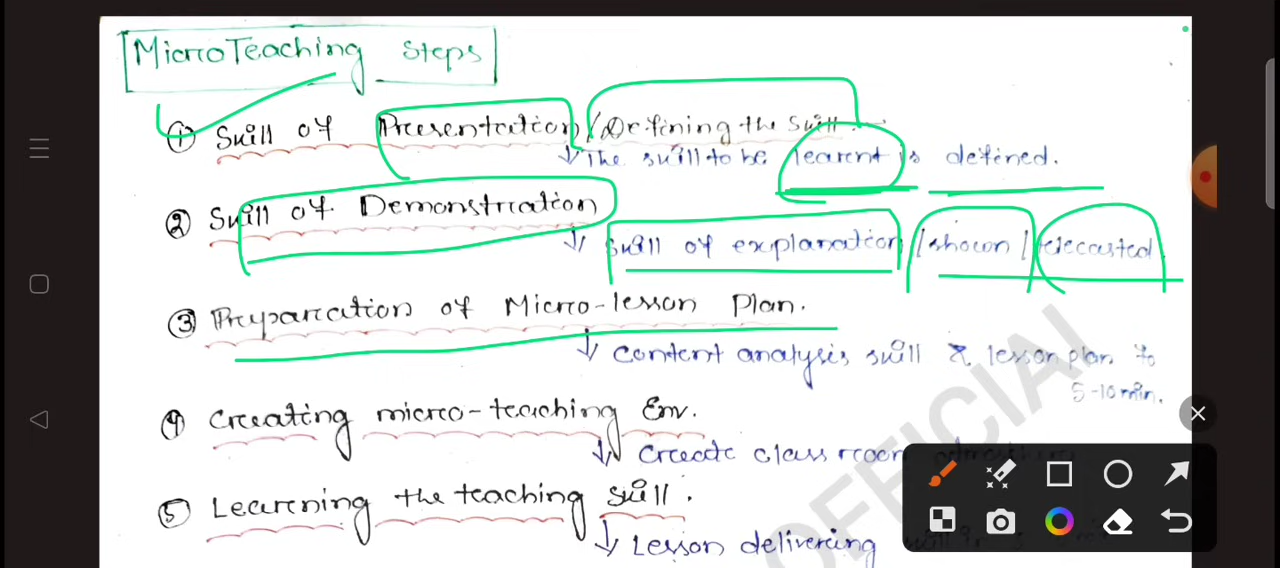 MicroTeaching Steps
① Skill of Presentation / Defining the skill.
↓ The skill to be learent is defined.
② Skill of Demonstration
↓ Skill of explanation / shown / telecasted
③ Preparation of Micro-lesson Plan.
↓ content analysis skill & lesson plan to
5-10 min.
④ Creating micro-teaching Env.
↓ Create class room
⑤ Learning the teaching skill.
↓ Lesson delivering
OFFICIAL